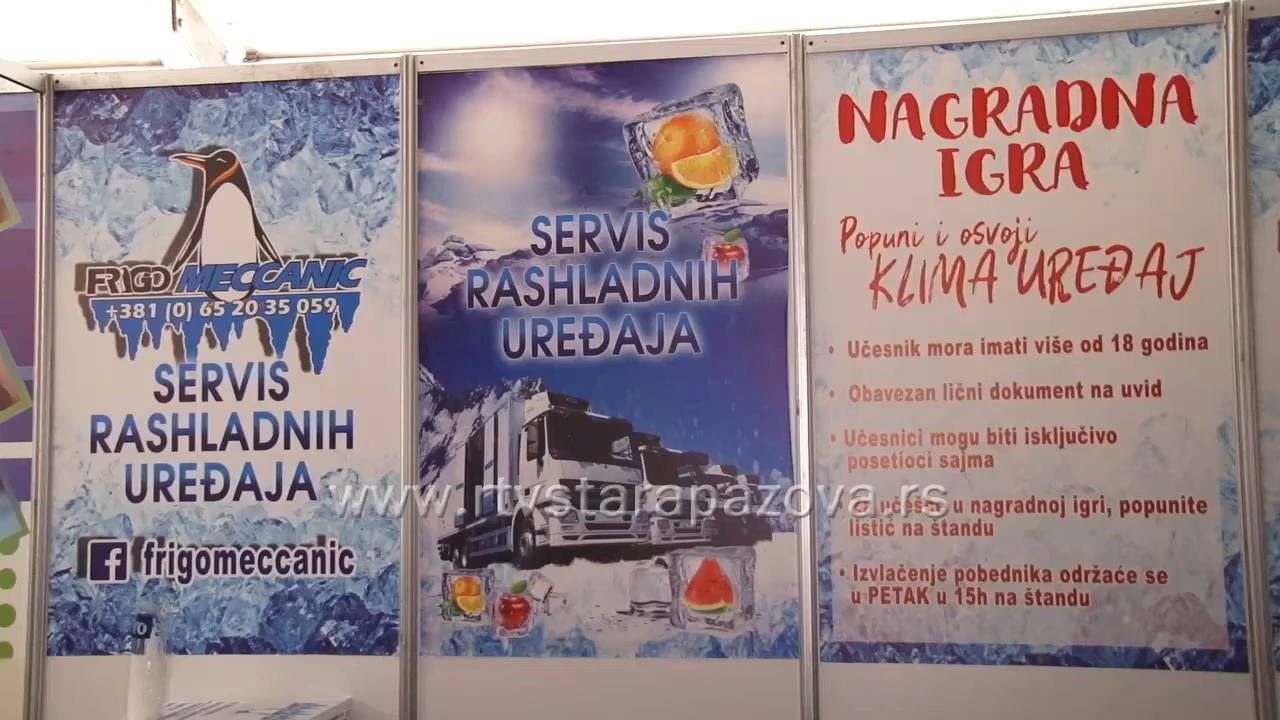 FRIGO MECCANIC
+381 (0) 65 20 35 059
SERVIS
RASHLADNIH
UREĐAJA
frigomeccanic
SERVIS
RASHLADNIH
UREĐAJA
NAGRADNA
IGRA
Popuni i osvoji
KLIMA UREĐAJ
• Učesnik mora imati više od 18 godina
• Obavezan lični dokument na uvid
• Učesnici mogu biti isključivo
posetioci sajma
u nagradnoj igri, popunite
listić na štandu
• Izvlačenje pobednika održaće se
u PETAK u 15h na štandu
www.rtvstarapazova.rs